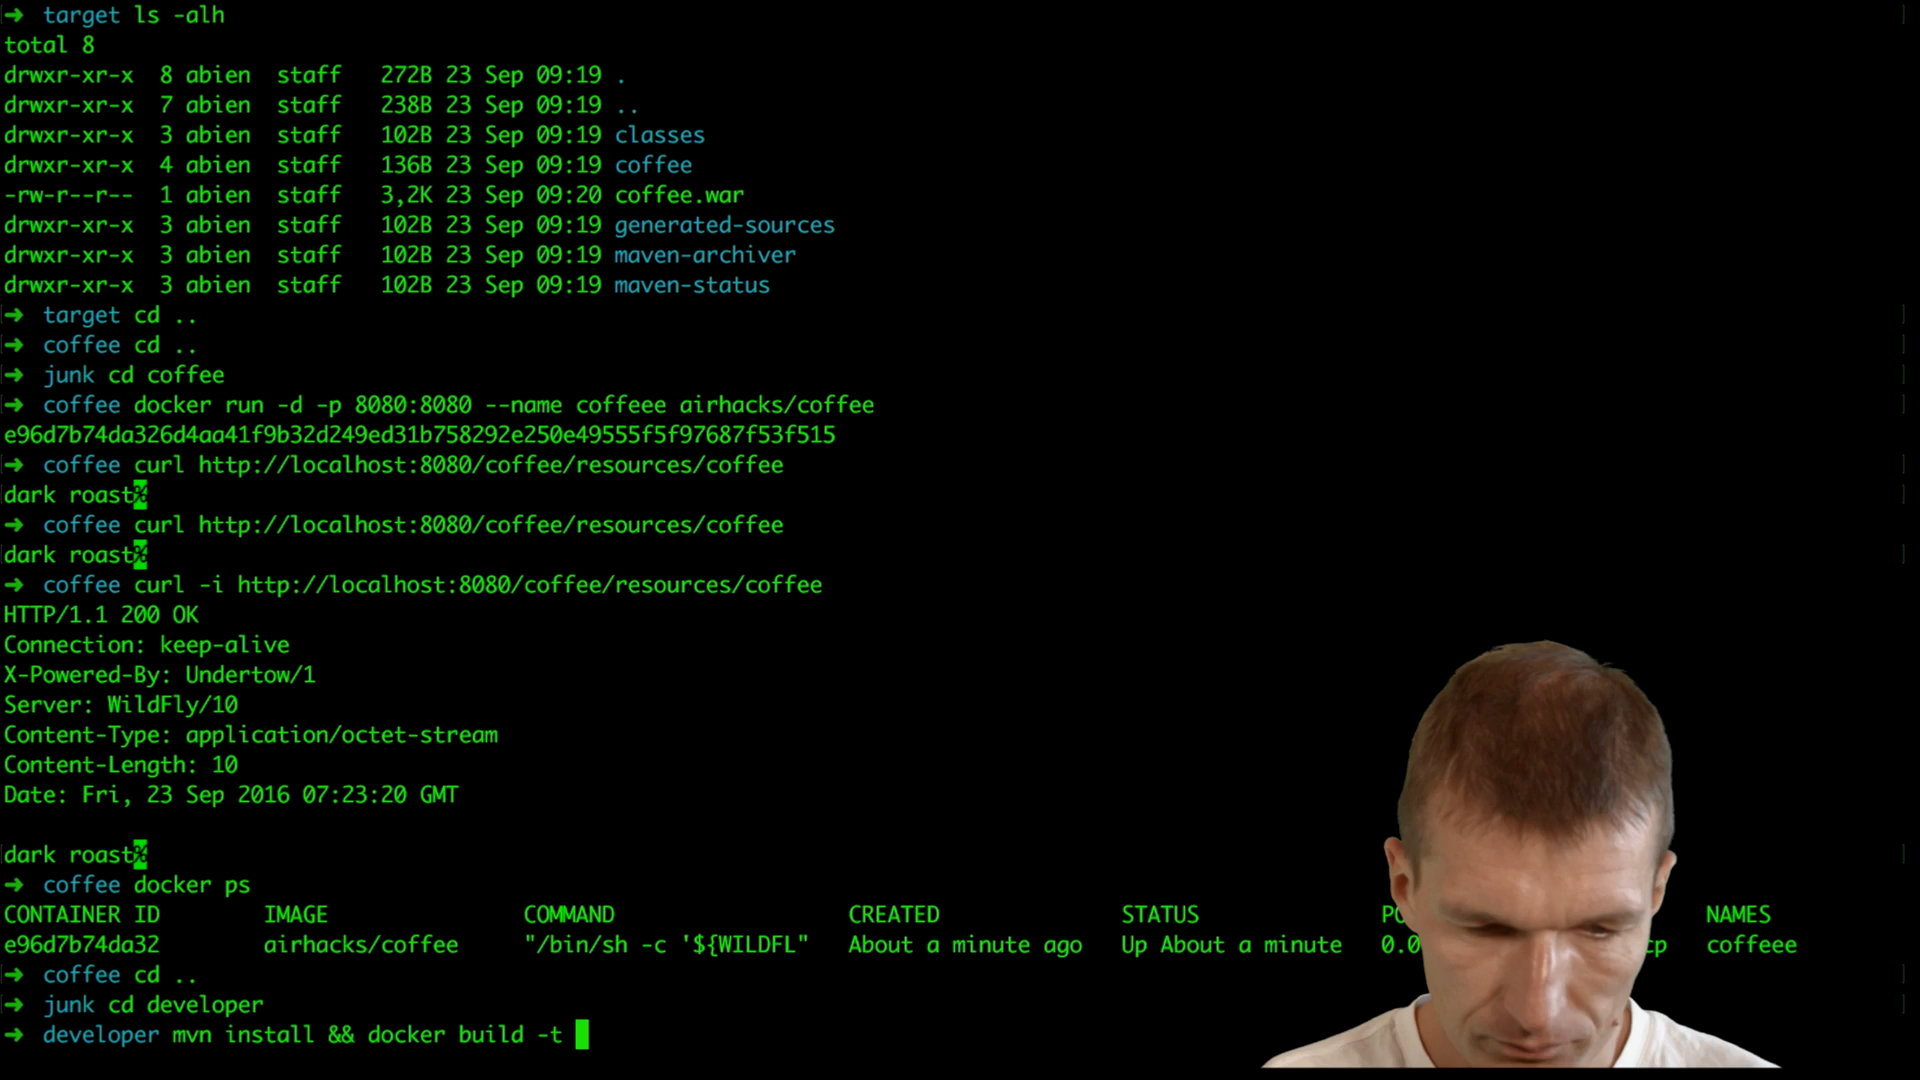 → target ls -alh
total 8
drwxr-xr-x 8 abien staff 272B 23 Sep 09:19 .
drwxr-xr-x 7 abien staff 238B 23 Sep 09:19 ..
drwxr-xr-x 3 abien staff 102B 23 Sep 09:19 classes
drwxr-xr-x 4 abien staff 136B 23 Sep 09:19 coffee
-rw-r--r-- 1 abien staff 3,2K 23 Sep 09:20 coffee.war
drwxr-xr-x 3 abien staff 102B 23 Sep 09:19 generated-sources
drwxr-xr-x 3 abien staff 102B 23 Sep 09:19 maven-archiver
drwxr-xr-x 3 abien staff 102B 23 Sep 09:19 maven-status
→ target cd ..
→ coffee cd ..
→ junk cd coffee
→ coffee docker run -d -p 8080:8080 --name coffeee airhacks/coffee
e96d7b74da326d4aa41f9b32d249ed31b758292e250e49555f5f97687f53f515
→ coffee curl http://localhost:8080/coffee/resources/coffee
dark roast%
→ coffee curl http://localhost:8080/coffee/resources/coffee
dark roast%
→ coffee curl -i http://localhost:8080/coffee/resources/coffee
HTTP/1.1 200 OK
Connection: keep-alive
X-Powered-By: Undertow/1
Server: WildFly/10
Content-Type: application/octet-stream
Content-Length: 10
Date: Fri, 23 Sep 2016 07:23:20 GMT
dark roast%
→ coffee docker ps
CONTAINER ID IMAGE COMMAND CREATED STATUS NAMES
e96d7b74da32 airhacks/coffee "/bin/sh -c '${WILDFL" About a minute ago Up About a minute coffeee
→ coffee cd ..
→ junk cd developer
→ developer mvn install && docker build -t